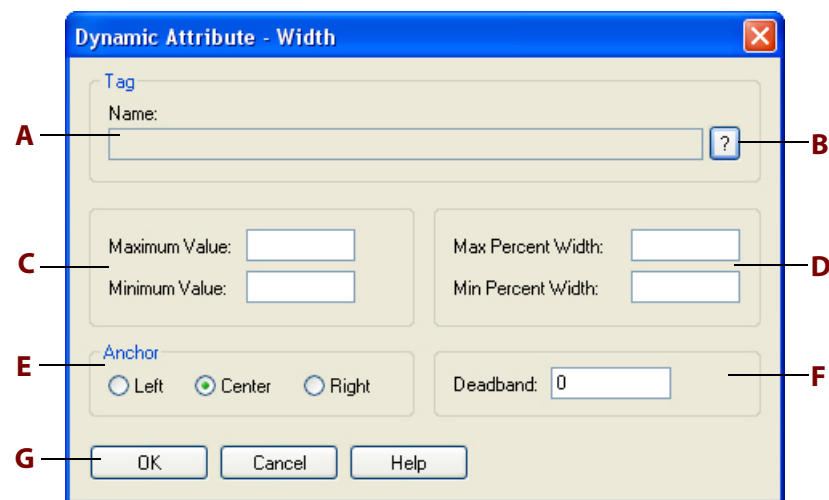 Dynamic Attribute - Width
Tag
Name:
A
?
B
Maximum Value:
Max Percent Width:
C
D
Minimum Value:
Min Percent Width:
Anchor
E
Left
Center
Right
Deadband: 0
F
G
OK
Cancel
Help